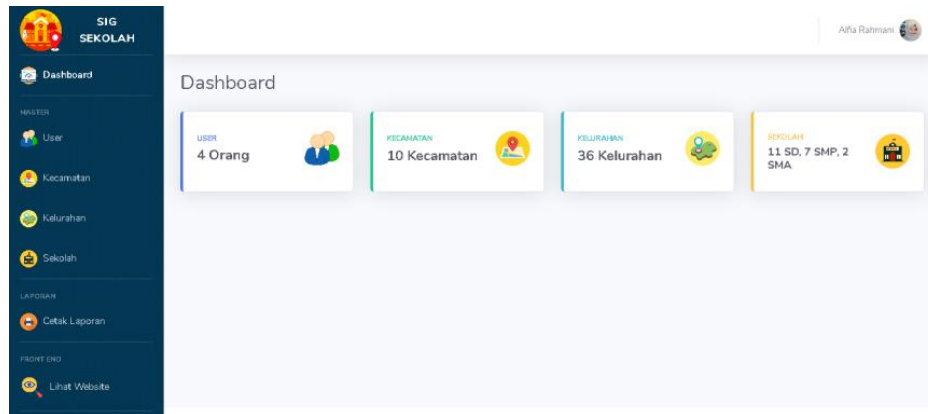 SIG
SEKOLAH
Alfia Rahmani
Dashboard
Dashboard
MASTER
User
Kecamatan
Kelurahan
Sekolah
LAPORAN
Cetak Laporan
FRONT END
Lihat Website
USER
4 Orang
KECAMATAN
10 Kecamatan
KELURAHAN
36 Kelurahan
SEKOLAH
11 SD, 7 SMP, 2
SMA